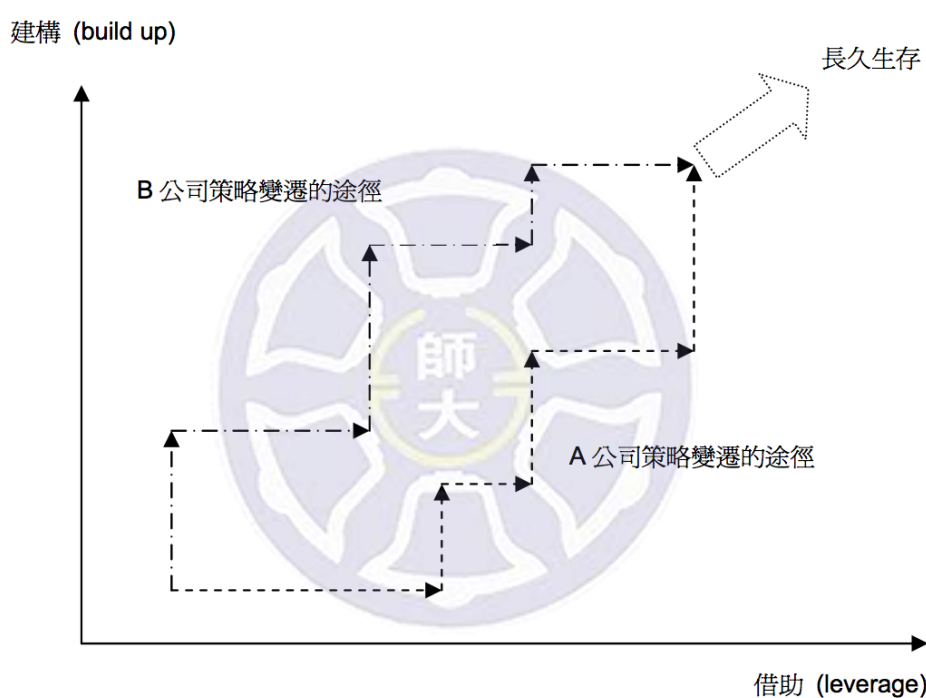 建構 (build up)
長久生存
B 公司策略變遷的途徑
師
大
A 公司策略變遷的途徑
借助 (leverage)